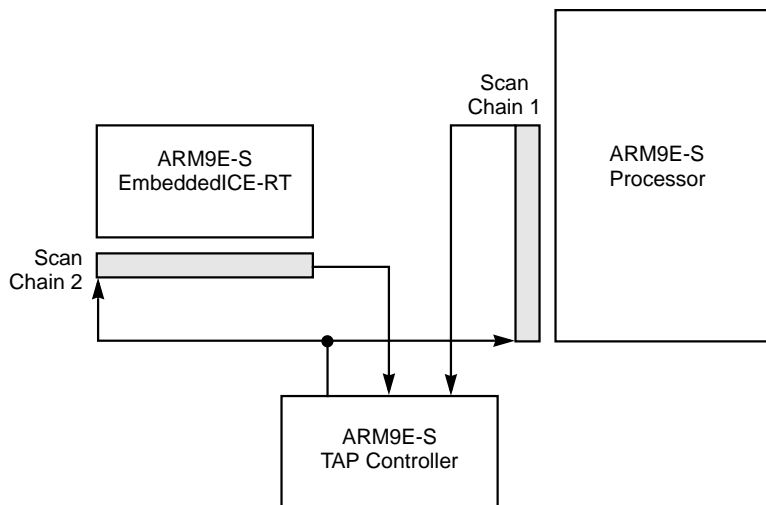 Scan
Chain 1
ARM9E-S
EmbeddedICE-RT
ARM9E-S
Processor
Scan
Chain 2
ARM9E-S
TAP Controller